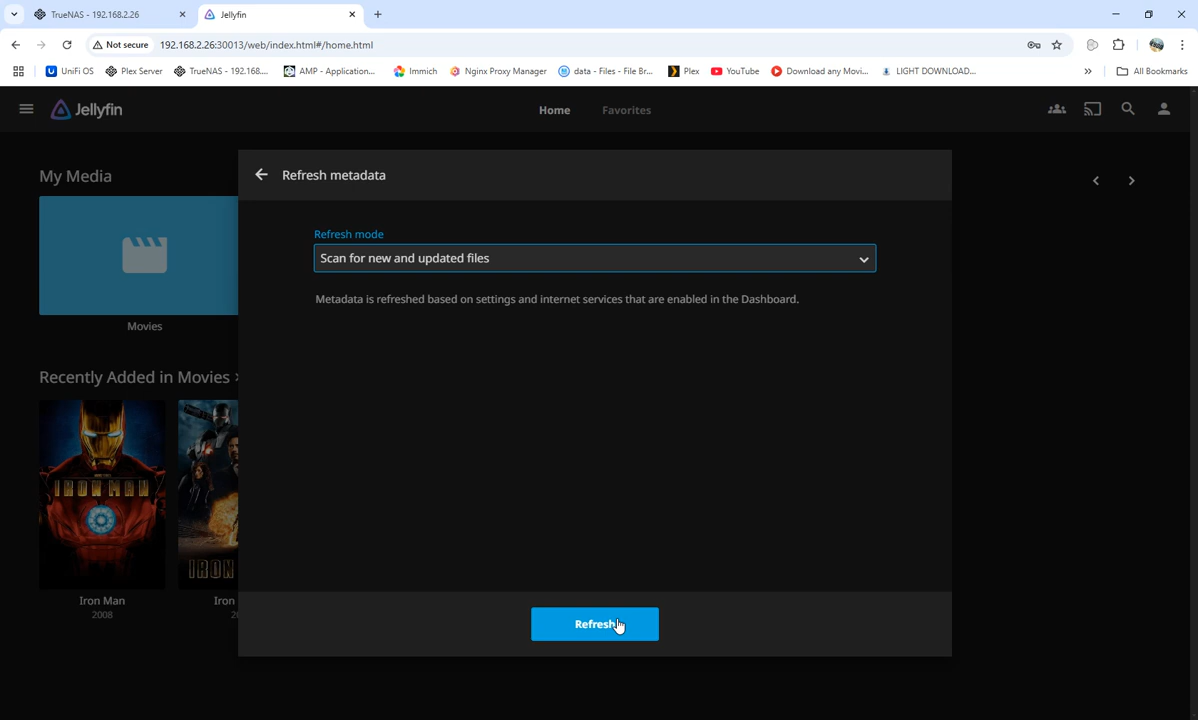 TrueNAS - 192.168.2.26
Jellyfin
Not secure
192.168.2.26:30013/web/index.html#/home.html
UniFi OS
Plex Server
TrueNAS - 192.168....
AMP - Application...
Immich
Nginx Proxy Manager
data - Files - File Br...
Plex
YouTube
Download any Movi...
LIGHT DOWNLOAD...
»
All Bookmarks
Jellyfin
Home
Favorites
My Media
Refresh metadata
Refresh mode
Scan for new and updated files
Metadata is refreshed based on settings and internet services that are enabled in the Dashboard.
Movies
Recently Added in Movies
IRON MAN
IRON
Iron Man
2008
Iron
Refresh